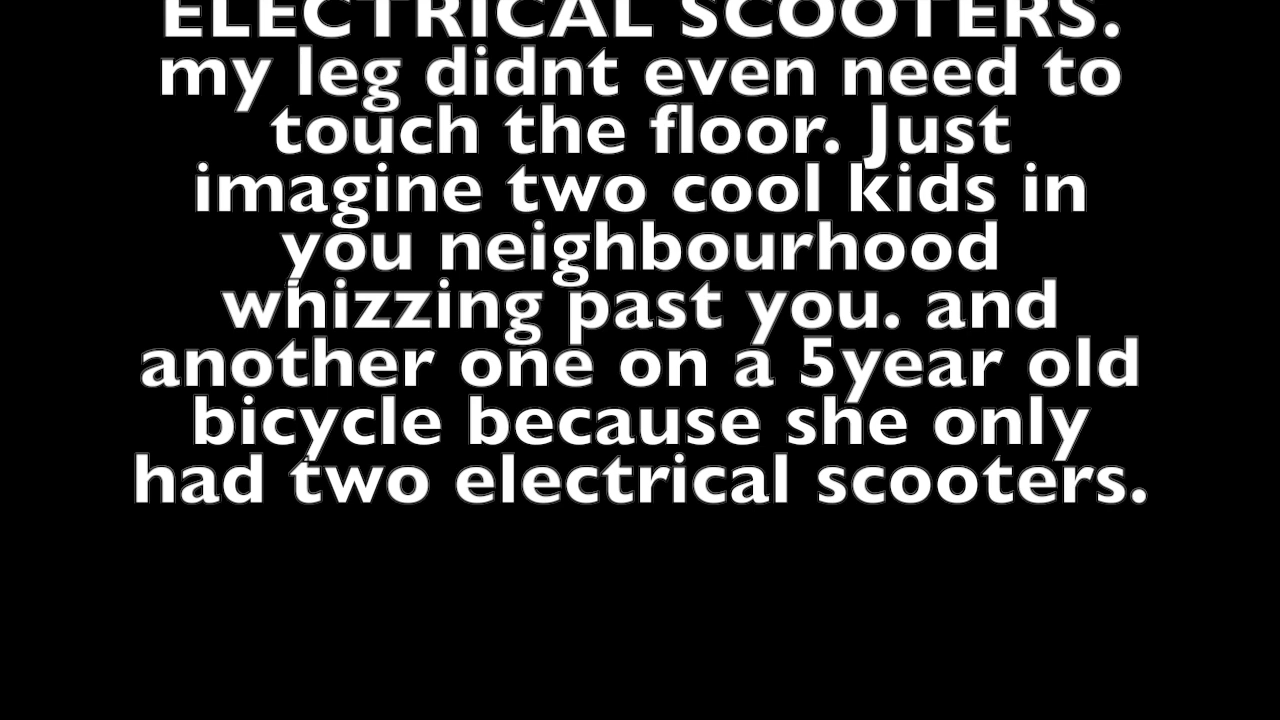 ELECTRICAL SCOOTERS.
my leg didnt even need to
touch the floor. Just
imagine two cool kids in
you neighbourhood
whizzing past you. and
another one on a 5year old
bicycle because she only
had two electrical scooters.